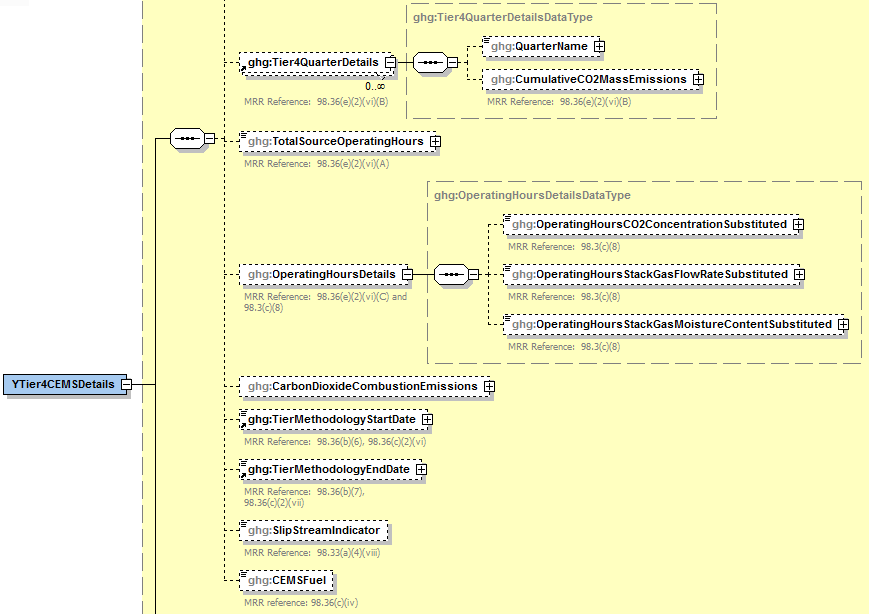 ghg:Tier4QuarterDetailsDataType
ghg:QuarterName
ghg:Tier4QuarterDetails
ghg:CumulativeCO2MassEmissions
0..∞
MRR Reference: 98.36(e)(2)(vi)(B)
MRR Reference: 98.36(e)(2)(vi)(B)
ghg:TotalSourceOperatingHours
MRR Reference: 98.36(e)(2)(vi)(A)
ghg:OperatingHoursDetailsDataType
ghg:OperatingHoursCO2ConcentrationSubstituted
MRR Reference: 98.3(c)(8)
ghg:OperatingHoursDetails
ghg:OperatingHoursStackGasFlowRateSubstituted
MRR Reference: 98.36(e)(2)(vi)(C) and
98.3(c)(8)
MRR Reference: 98.3(c)(8)
ghg:OperatingHoursStackGasMoistureContentSubstituted
MRR Reference: 98.3(c)(8)
YTier4CEMSDetails
ghg:CarbonDioxideCombustionEmissions
ghg:TierMethodologyStartDate
MRR Reference: 98.36(b)(6), 98.36(c)(2)(vi)
ghg:TierMethodologyEndDate
MRR Reference: 98.36(b)(7),
98.36(c)(2)(vii)
ghg:SlipStreamIndicator
MRR Reference: 98.33(a)(4)(viii)
ghg:CEMSFuel
MRR reference: 98.36(c)(iv)